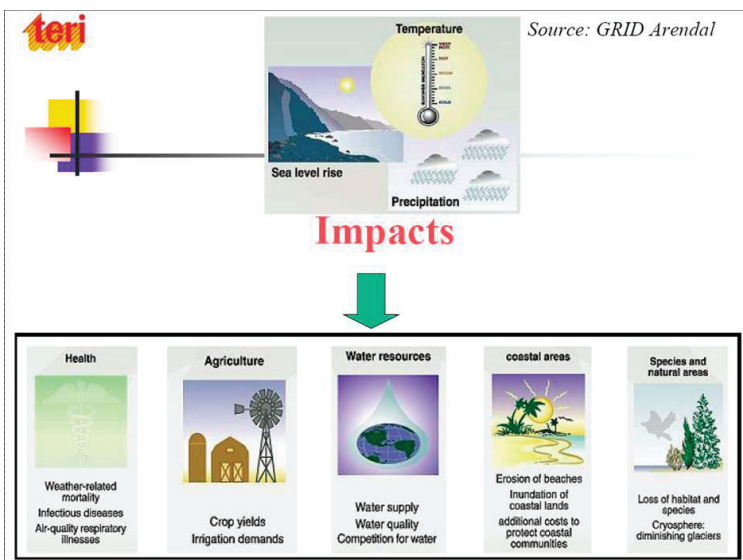 teri
Source: GRID Arendal
Temperature
Sea level rise
Precipitation
Impacts
Health
Weather-related
mortality
Infectious diseases
Air-quality respiratory
illnesses
Agriculture
Crop yields
Irrigation demands
Water resources
Water supply
Water quality
Competition for water
coastal areas
Erosion of beaches
Inundation of
coastal lands
additional costs to
protect coastal
communities
Species and
natural areas
Loss of habitat and
species
Cryosphere:
diminishing glaciers